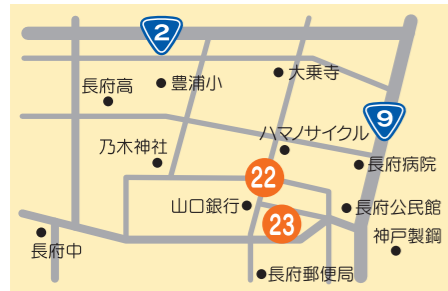 2
大乗寺
長府高
豊浦小
9
ハマノサイクル
乃木神社
長府病院
22
山口銀行
長府公民館
23
神戸製鋼
長府中
長府郵便局